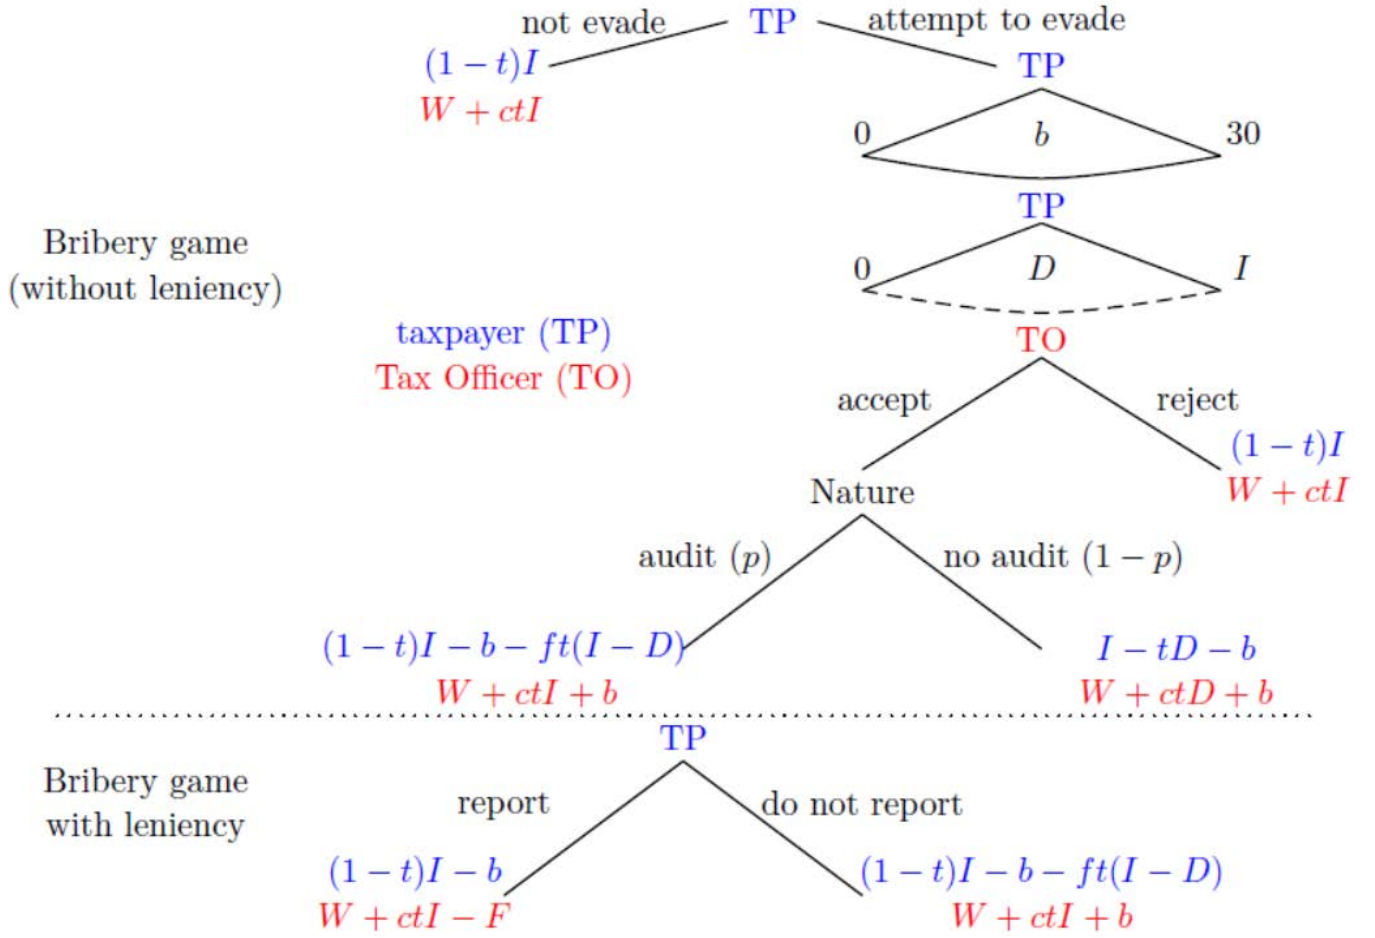 not evade TP attempt to evade
(1 − t)I
W + ctI
TP
0 b 30
TP
0 D I
Bribery game
(without leniency)
taxpayer (TP)
Tax Officer (TO)
TO
accept reject
(1 − t)I
W + ctI
Nature
audit (p) no audit (1 − p)
(1 − t)I − b − ft(I − D) I − tD − b
W + ctI + b W + ctD + b
TP
Bribery game
with leniency
report do not report
(1 − t)I − b (1 − t)I − b − ft(I − D)
W + ctI − F W + ctI + b